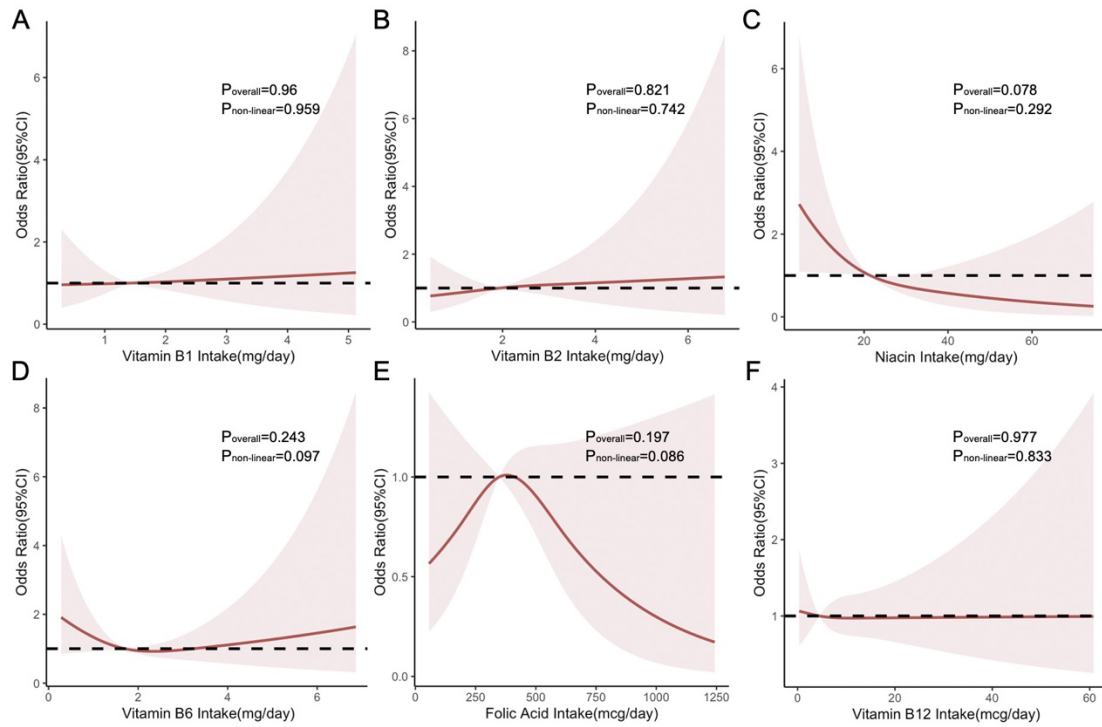 A
Odds Ratio(95%CI)
6
4
2
0
Poverall=0.96
Pnon-linear=0.959
1
2
3
4
5
Vitamin B1 Intake(mg/day)
B
Odds Ratio(95%CI)
8
6
4
2
0
Poverall=0.821
Pnon-linear=0.742
2
4
6
Vitamin B2 Intake(mg/day)
C
Odds Ratio(95%CI)
6
4
2
0
Poverall=0.078
Pnon-linear=0.292
20
40
60
Niacin Intake(mg/day)
D
Odds Ratio(95%CI)
8
6
4
2
0
Poverall=0.243
Pnon-linear=0.097
0
2
4
6
Vitamin B6 Intake(mg/day)
E
Odds Ratio(95%CI)
1.0
0.5
0.0
Poverall=0.197
Pnon-linear=0.086
0
250
500
750
1000
1250
Folic Acid Intake(mcg/day)
F
Odds Ratio(95%CI)
4
3
2
1
0
Poverall=0.977
Pnon-linear=0.833
0
20
40
60
Vitamin B12 Intake(mcg/day)